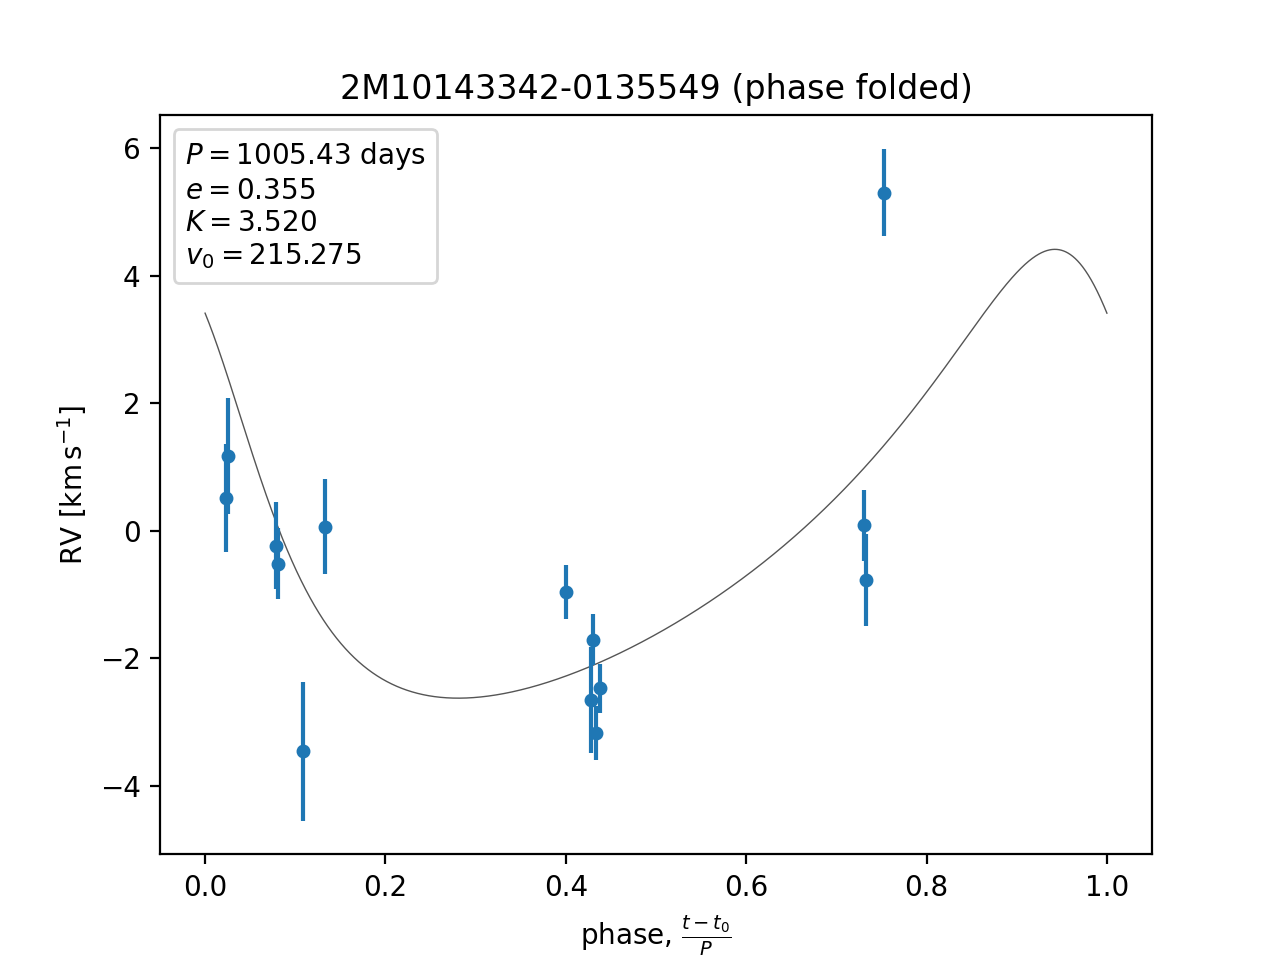 2M10143342-0135549 (phase folded)
P = 1005.43 days
e = 0.355
K = 3.520
v₀ = 215.275
RV [km s⁻¹]
6
4
2
0
−2
−4
0.0 0.2 0.4 0.6 0.8 1.0
phase, (t − t₀)/P